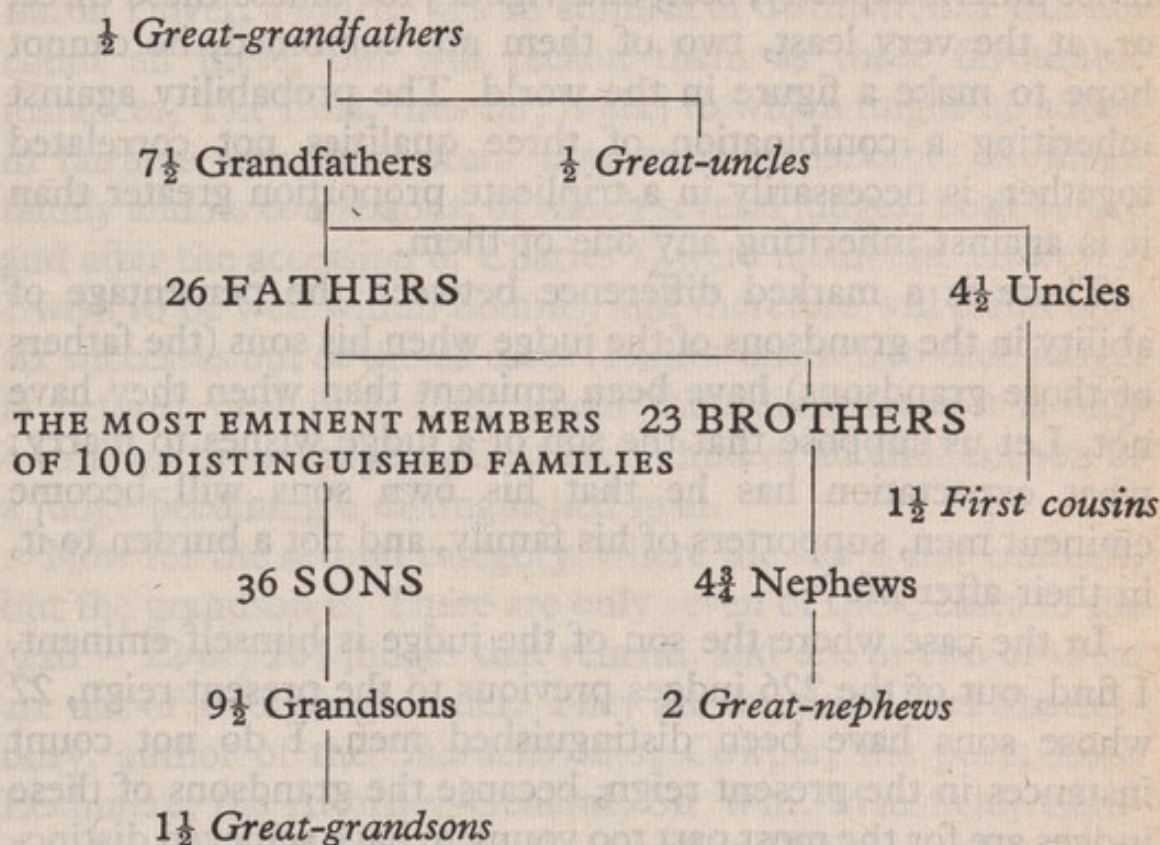 ½ Great-grandfathers
7½ Grandfathers ½ Great-uncles
26 FATHERS 4½ Uncles
THE MOST EMINENT MEMBERS 23 BROTHERS
OF 100 DISTINGUISHED FAMILIES
1½ First cousins
36 SONS 4¾ Nephews
9½ Grandsons 2 Great-nephews
1½ Great-grandsons